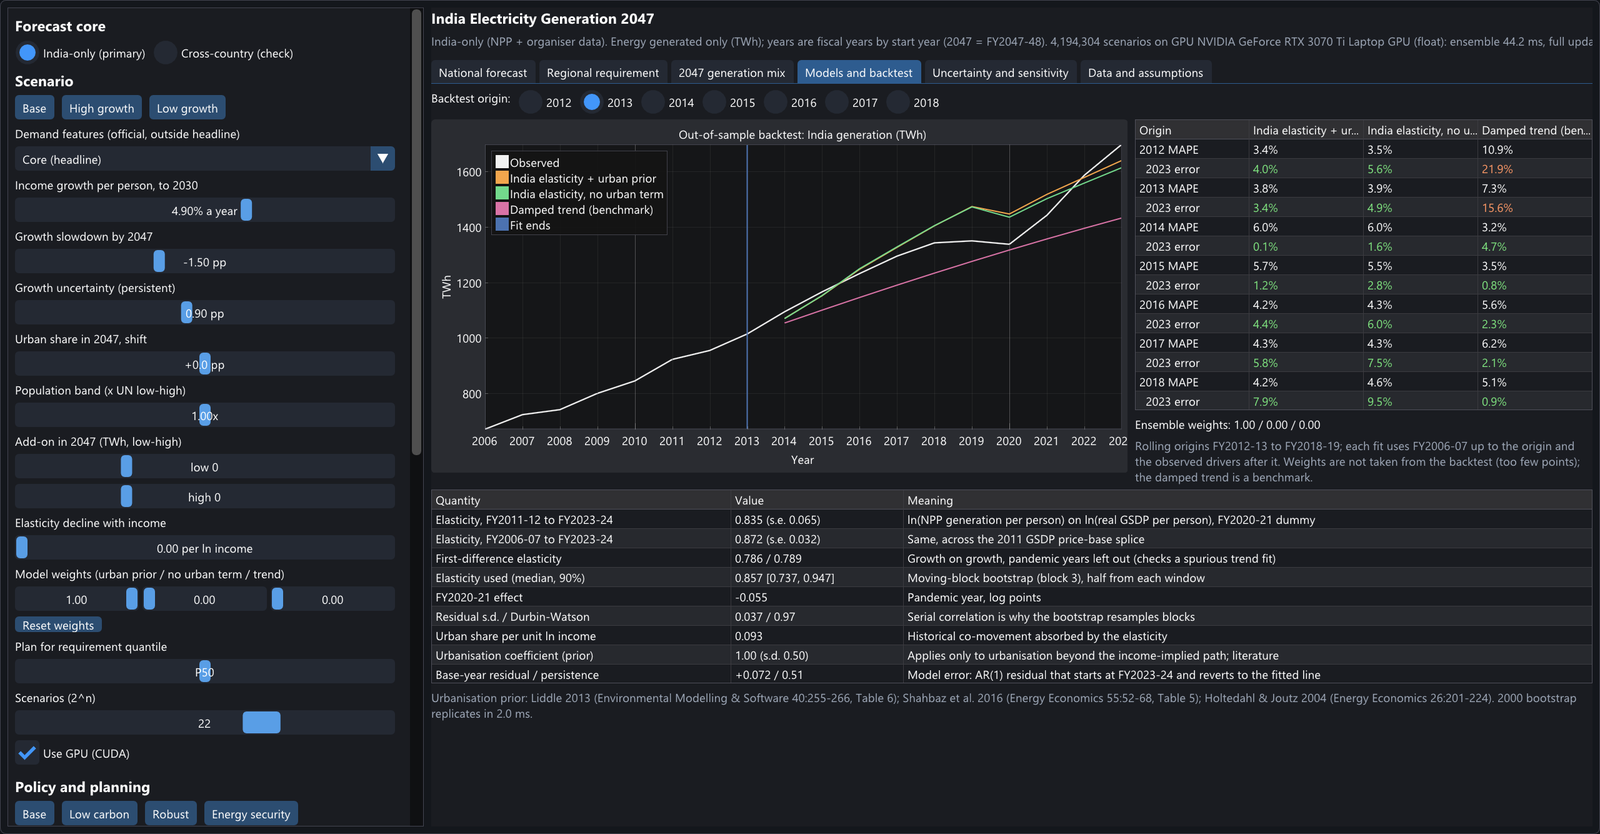 Forecast core
India-only (primary)
Cross-country (check)
Scenario
Base
High growth
Low growth
Demand features (official, outside headline)
Core (headline)
Income growth per person, to 2030
4.90% a year
Growth slowdown by 2047
-1.50 pp
Growth uncertainty (persistent)
0.90 pp
Urban share in 2047, shift
+0.0 pp
Population band (x UN low-high)
1.00x
Add-on in 2047 (TWh, low-high)
low 0
high 0
Elasticity decline with income
0.00 per ln income
Model weights (urban prior / no urban term / trend)
1.00 0.00 0.00
Reset weights
Plan for requirement quantile
P50
Scenarios (2^n)
22
Use GPU (CUDA)
Policy and planning
Base
Low carbon
Robust
Energy security
India Electricity Generation 2047
India-only (NPP + organiser data). Energy generated only (TWh); years are fiscal years by start year (2047 = FY2047-48). 4,194,304 scenarios on GPU NVIDIA GeForce RTX 3070 Ti Laptop GPU (float): ensemble 44.2 ms, full upda
National forecast
Regional requirement
2047 generation mix
Models and backtest
Uncertainty and sensitivity
Data and assumptions
Backtest origin: 2012 2013 2014 2015 2016 2017 2018
Out-of-sample backtest: India generation (TWh)
Observed
India elasticity + urban prior
India elasticity, no urban term
Damped trend (benchmark)
Fit ends
1600
1400
1200
1000
800
TWh
2006 2007 2008 2009 2010 2011 2012 2013 2014 2015 2016 2017 2018 2019 2020 2021 2022 202
Year
Origin India elasticity + ur... India elasticity, no u... Damped trend (ben...
2012 MAPE 3.4% 3.5% 10.9%
2023 error 4.0% 5.6% 21.9%
2013 MAPE 3.8% 3.9% 7.3%
2023 error 3.4% 4.9% 15.6%
2014 MAPE 6.0% 6.0% 3.2%
2023 error 0.1% 1.6% 4.7%
2015 MAPE 5.7% 5.5% 3.5%
2023 error 1.2% 2.8% 0.8%
2016 MAPE 4.2% 4.3% 5.6%
2023 error 4.4% 6.0% 2.3%
2017 MAPE 4.3% 4.3% 6.2%
2023 error 5.8% 7.5% 2.1%
2018 MAPE 4.2% 4.6% 5.1%
2023 error 7.9% 9.5% 0.9%
Ensemble weights: 1.00 / 0.00 / 0.00
Rolling origins FY2012-13 to FY2018-19; each fit uses FY2006-07 up to the origin and
the observed drivers after it. Weights are not taken from the backtest (too few points);
the damped trend is a benchmark.
Quantity Value Meaning
Elasticity, FY2011-12 to FY2023-24 0.835 (s.e. 0.065) ln(NPP generation per person) on ln(real GSDP per person), FY2020-21 dummy
Elasticity, FY2006-07 to FY2023-24 0.872 (s.e. 0.032) Same, across the 2011 GSDP price-base splice
First-difference elasticity 0.786 / 0.789 Growth on growth, pandemic years left out (checks a spurious trend fit)
Elasticity used (median, 90%) 0.857 [0.737, 0.947] Moving-block bootstrap (block 3), half from each window
FY2020-21 effect -0.055 Pandemic year, log points
Residual s.d. / Durbin-Watson 0.037 / 0.97 Serial correlation is why the bootstrap resamples blocks
Urban share per unit ln income 0.093 Historical co-movement absorbed by the elasticity
Urbanisation coefficient (prior) 1.00 (s.d. 0.50) Applies only to urbanisation beyond the income-implied path; literature
Base-year residual / persistence +0.072 / 0.51 Model error: AR(1) residual that starts at FY2023-24 and reverts to the fitted line
Urbanisation prior: Liddle 2013 (Environmental Modelling & Software 40:255-266, Table 6); Shahbaz et al. 2016 (Energy Economics 55:52-68, Table 5); Holtedahl & Joutz 2004 (Energy Economics 26:201-224). 2000 bootstrap
replicates in 2.0 ms.